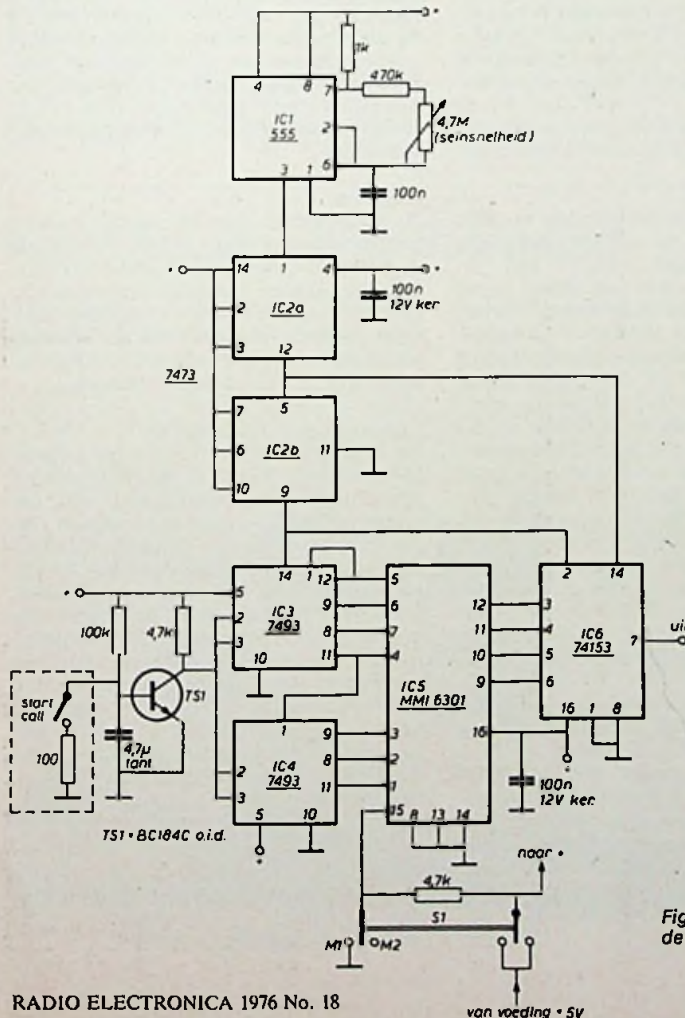 +
1k
4
8
7
470k
IC1
555
2
4,7M
(seinsnelheid)
6
3
1
100n
14
1
4
+
2
IC2a
100n
12V ker.
3
12
7473
7
5
6
IC2b
11
10
9
+
14
1
12
5
5
2
IC3
9
6
7493
3
8
7
100k
4,7k
10
11
4
start
call
TS1
100
4,7µ
tant
1
9
3
IC4
7493
8
2
2
3
11
1
5
10
15
+
IC5
MMI 6301
12
11
10
9
16
8
13
14
2
14
3
IC6
74153
7
4
5
6
16
1
8
+
100n
12V ker.
TS1 = BC184C o.i.d.
naar +
4,7k
S1
M1
M2
van voeding + 5V
Fig
de
RADIO ELECTRONICA 1976 No. 18